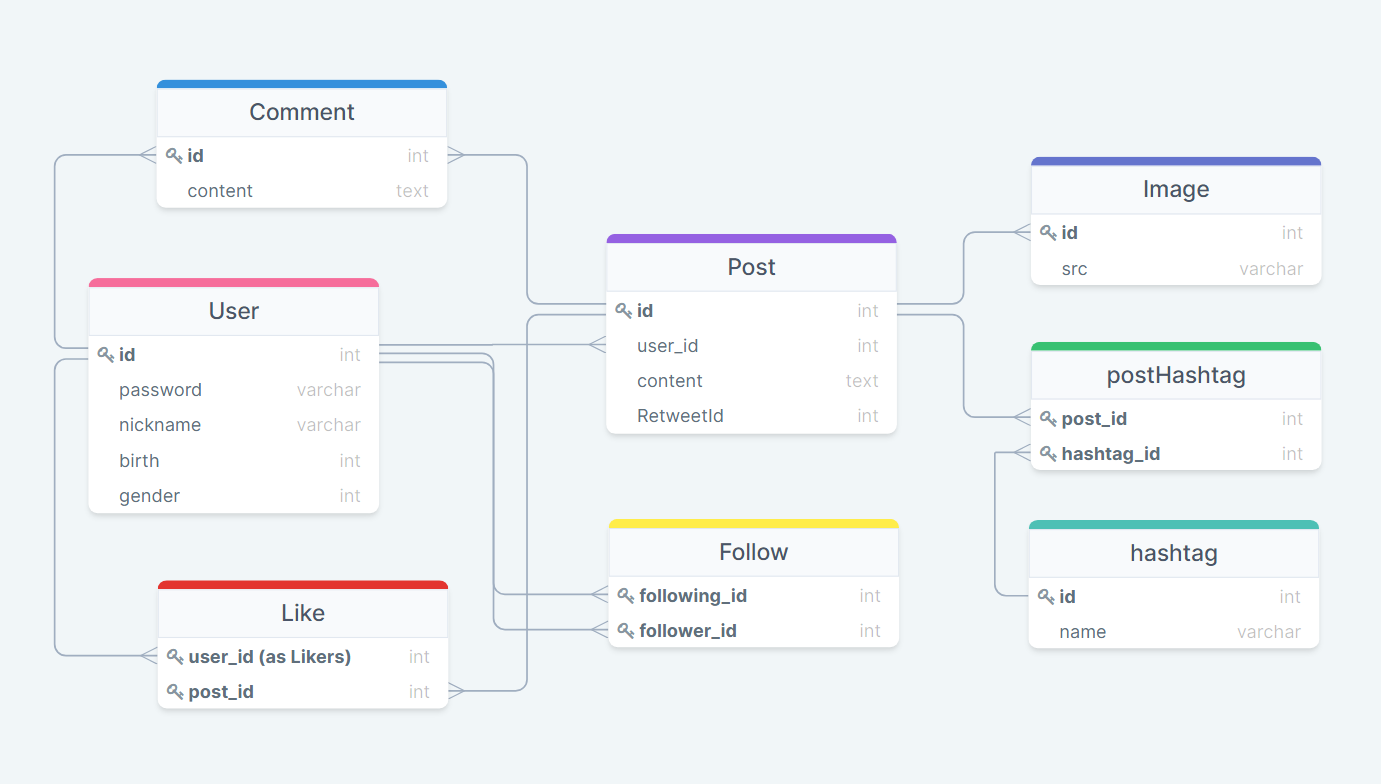 Comment
id int
content text
User
id int
password varchar
nickname varchar
birth int
gender int
Like
user_id (as Likers) int
post_id int
Post
id int
user_id int
content text
RetweetId int
Follow
following_id int
follower_id int
Image
id int
src varchar
postHashtag
post_id int
hashtag_id int
hashtag
id int
name varchar